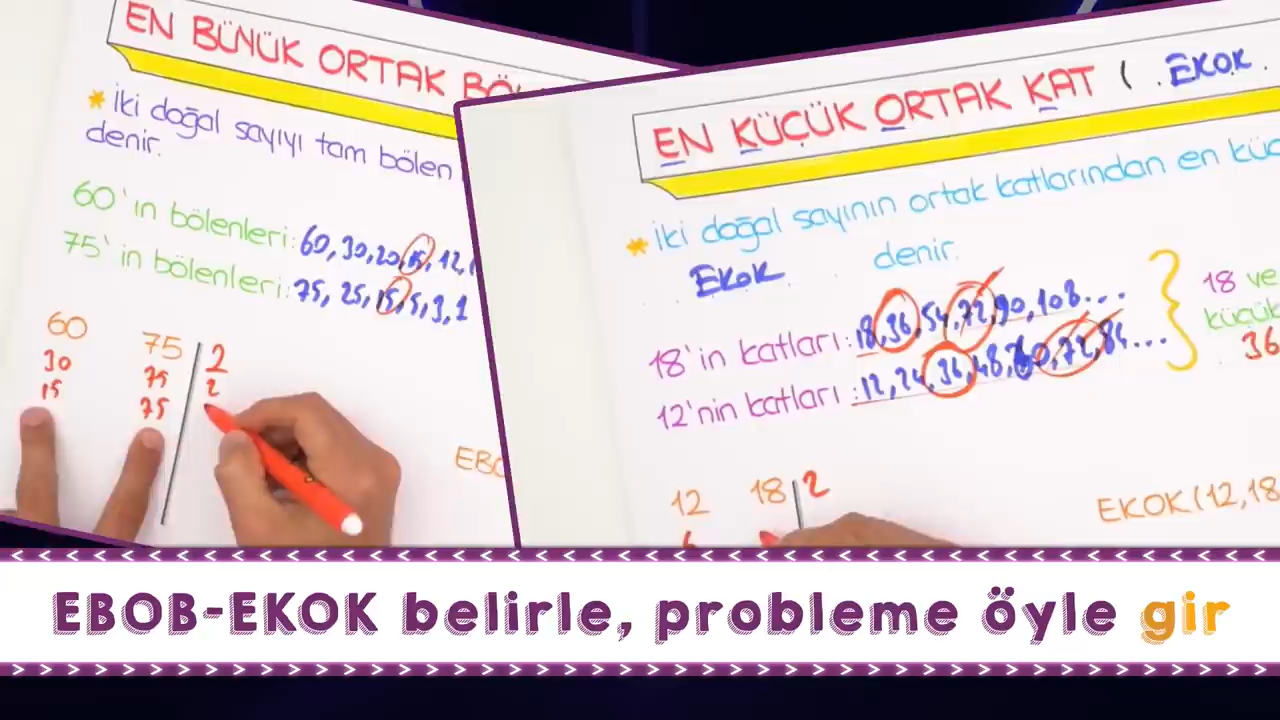 EN BÜYÜK ORTAK
* İki doğal sayıyı tam bölen
denir.
60'ın bölenleri: 60, 30, 20, 15, 12,
75'in bölenleri: 75, 25, 15, 5, 3, 1
60 75 2
30 75 2
15 75
EN KÜÇÜK ORTAK KAT ( EKOK
* İki doğal sayının ortak katlarından en
EKOK denir.
18'in katları: 18, 36, 54, 72, 90, 108...
12'nin katları: 12, 24, 36, 48, 60, 72, 84...
18 ve
küçük
36
12 18 2
6
EKOK(12,18
EBOB-EKOK belirle, probleme öyle gir